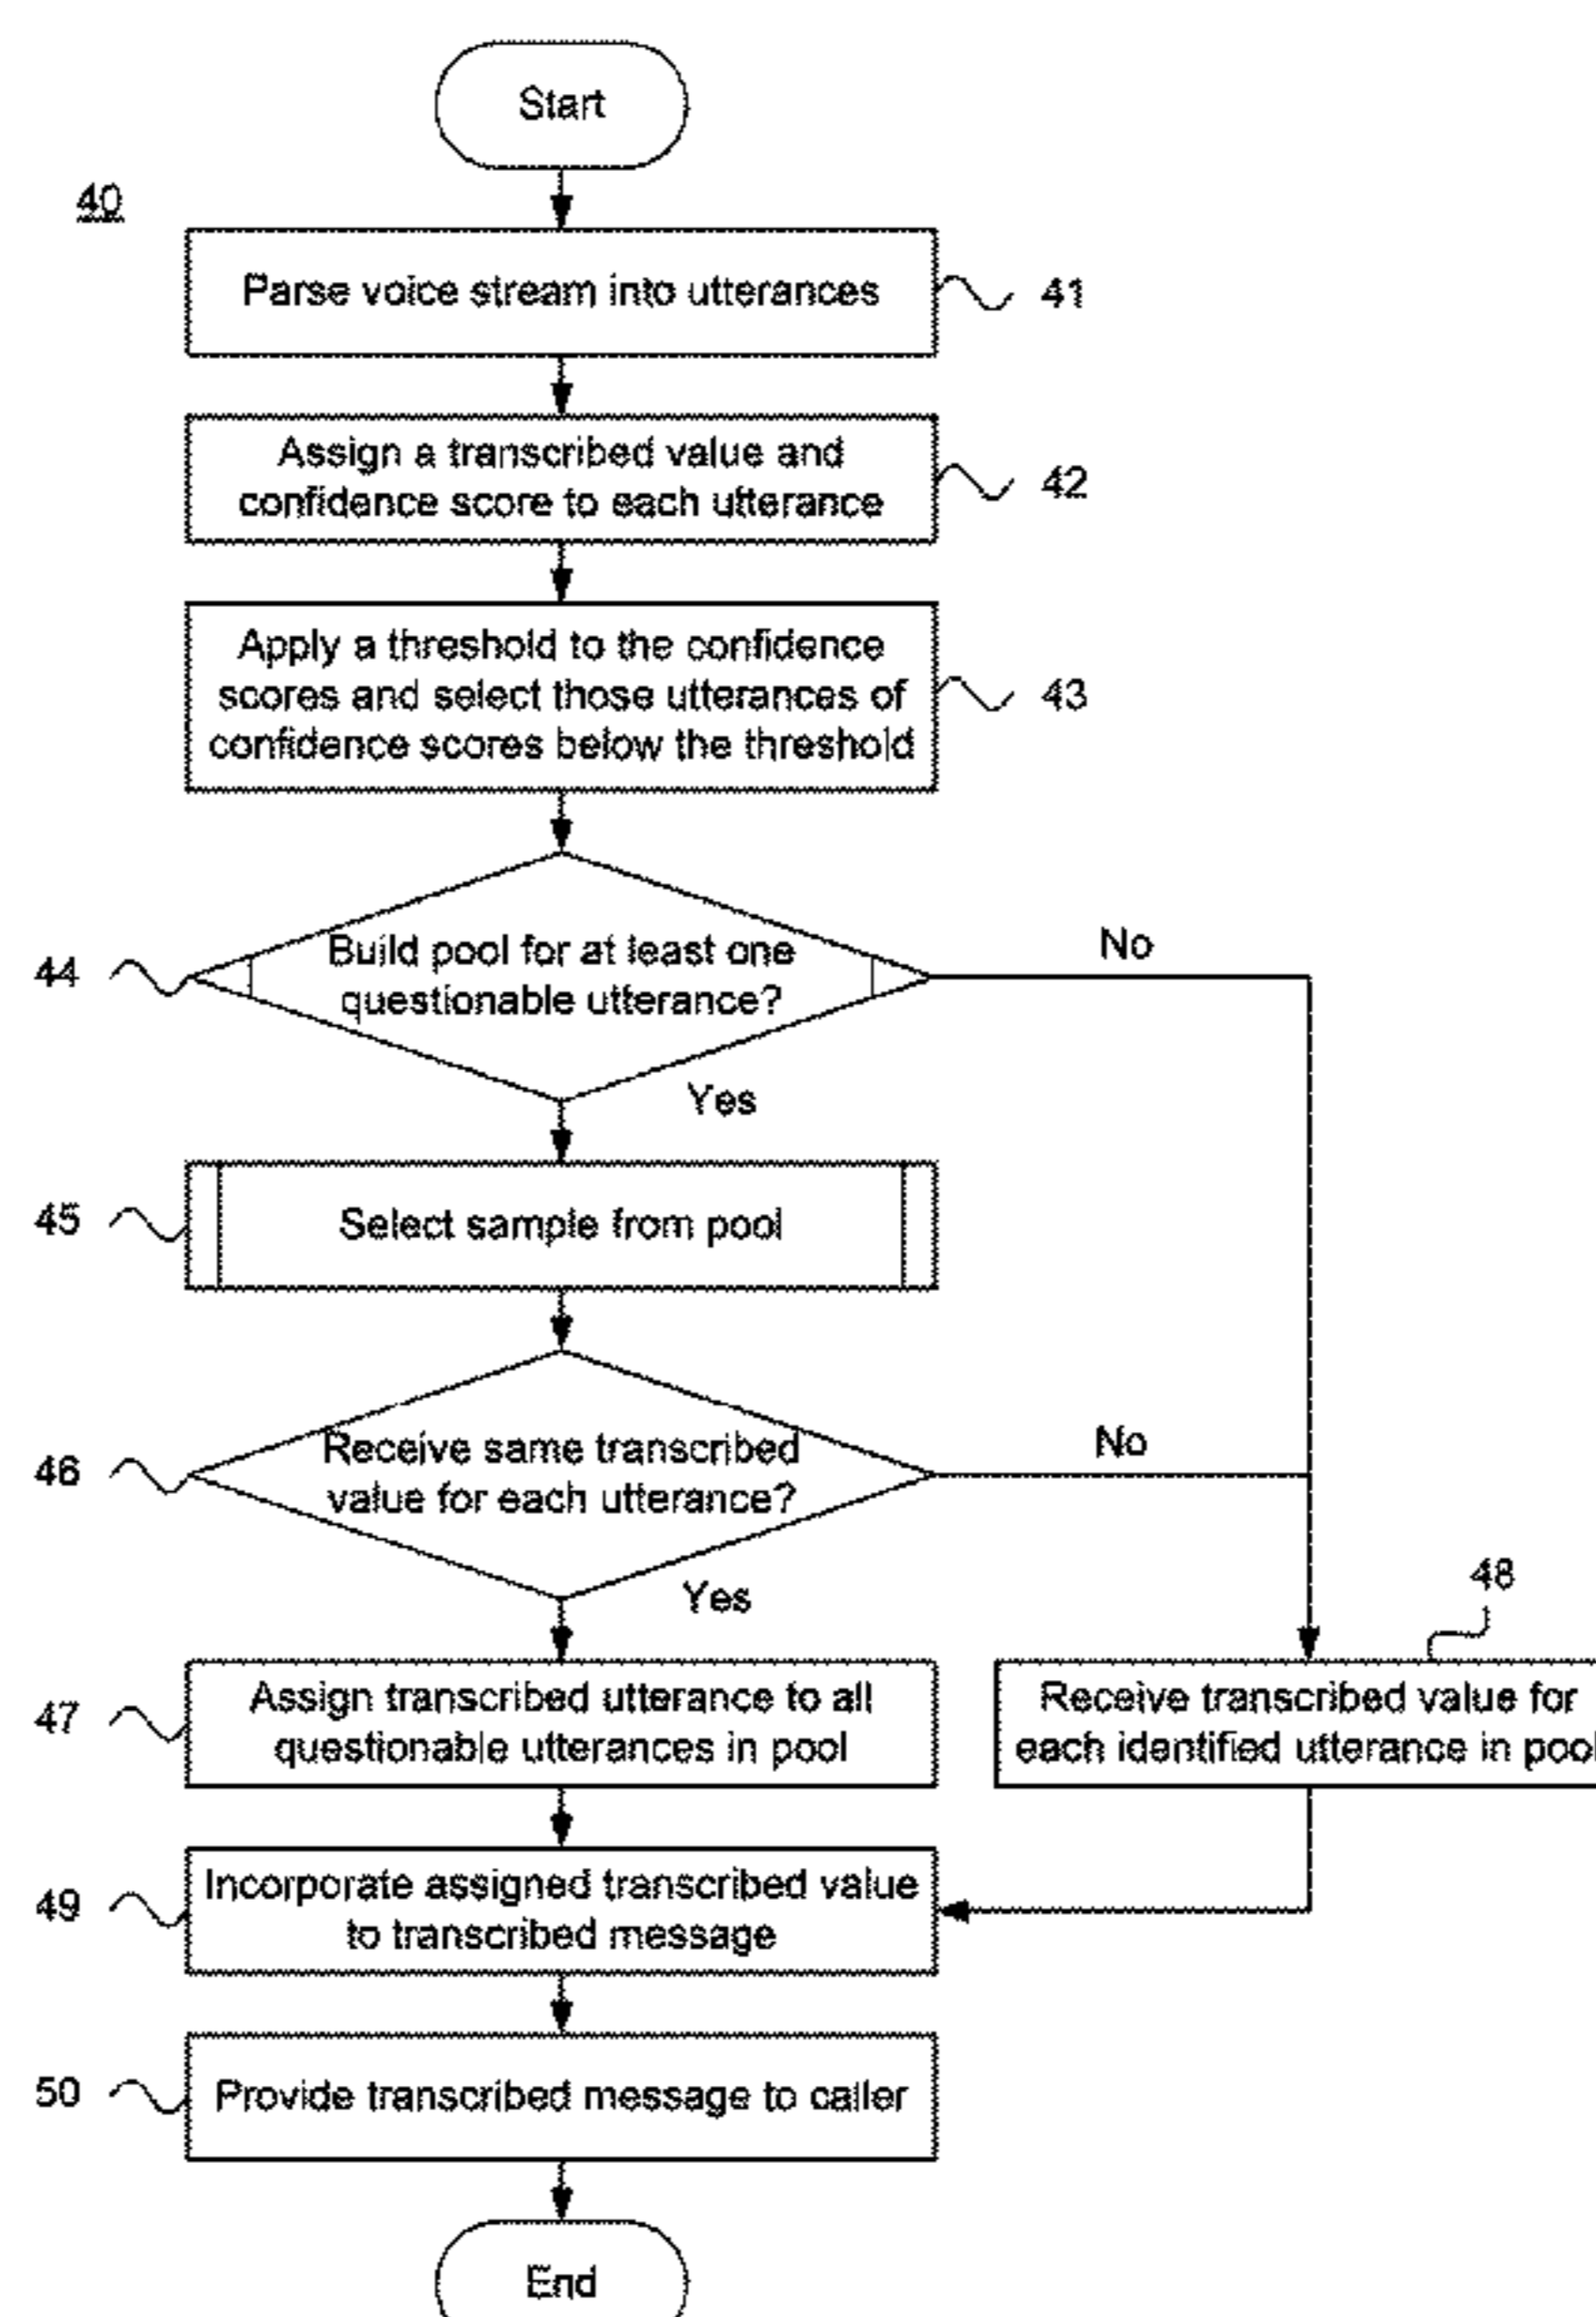 Start
40
Parse voice stream into utterances
41
Assign a transcribed value and
confidence score to each utterance
42
Apply a threshold to the confidence
scores and select those utterances of
confidence scores below the threshold
43
44
Build pool for at least one
questionable utterance?
No
Yes
45
Select sample from pool
46
Receive same transcribed
value for each utterance?
No
Yes
48
47
Assign transcribed utterance to all
questionable utterances in pool
Receive transcribed value for
each identified utterance in pool
49
Incorporate assigned transcribed value
to transcribed message
50
Provide transcribed message to caller
End